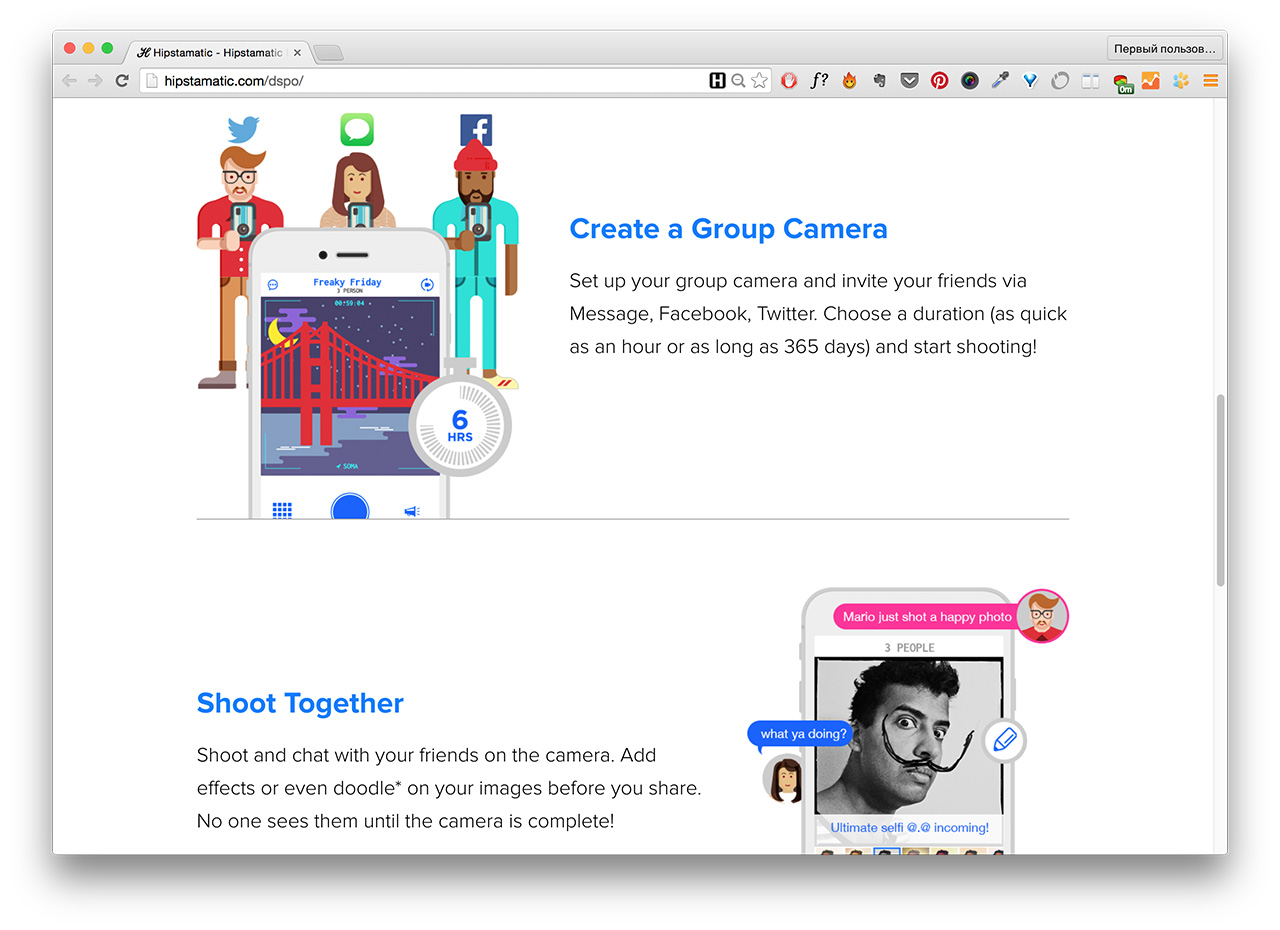 Hipstamatic - Hipstamatic
Первый пользов...
hipstamatic.com/dspo/
H
f?
0m
Freaky Friday
3 PERSON
00:59:04
SOMA
6
HRS
Create a Group Camera
Set up your group camera and invite your friends via
Message, Facebook, Twitter. Choose a duration (as quick
as an hour or as long as 365 days) and start shooting!
Shoot Together
Shoot and chat with your friends on the camera. Add
effects or even doodle* on your images before you share.
No one sees them until the camera is complete!
Mario just shot a happy photo
3 PEOPLE
what ya doing?
Ultimate selfi @.@ incoming!